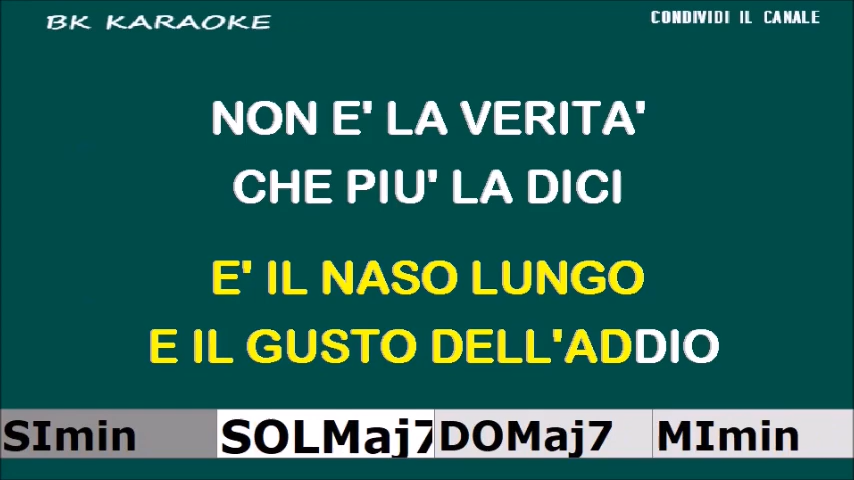 BK KARAOKE
CONDIVIDI IL CANALE
NON E' LA VERITA'
CHE PIU' LA DICI
E' IL NASO LUNGO
E IL GUSTO DELL'ADDIO
SImin SOLMaj7 DOMaj7 MImin